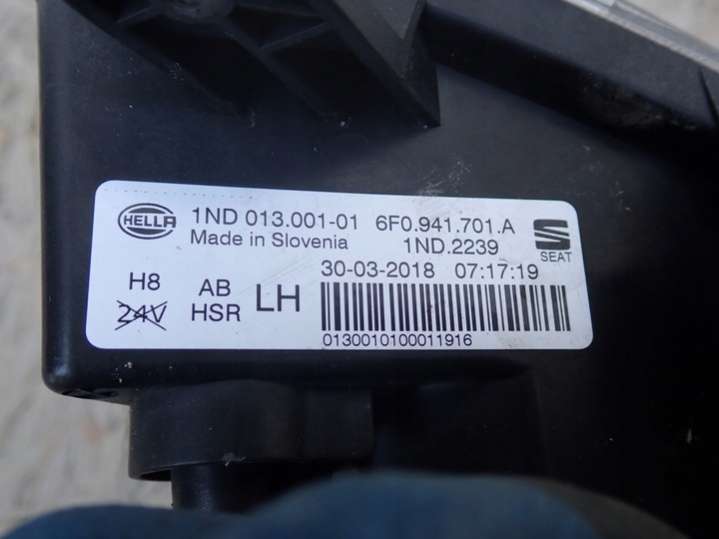 HELLA 1ND 013.001-01 6F0.941.701.A
Made in Slovenia 1ND.2239
SEAT
H8 AB LH 30-03-2018 07:17:19
24V HSR
0130010100011916